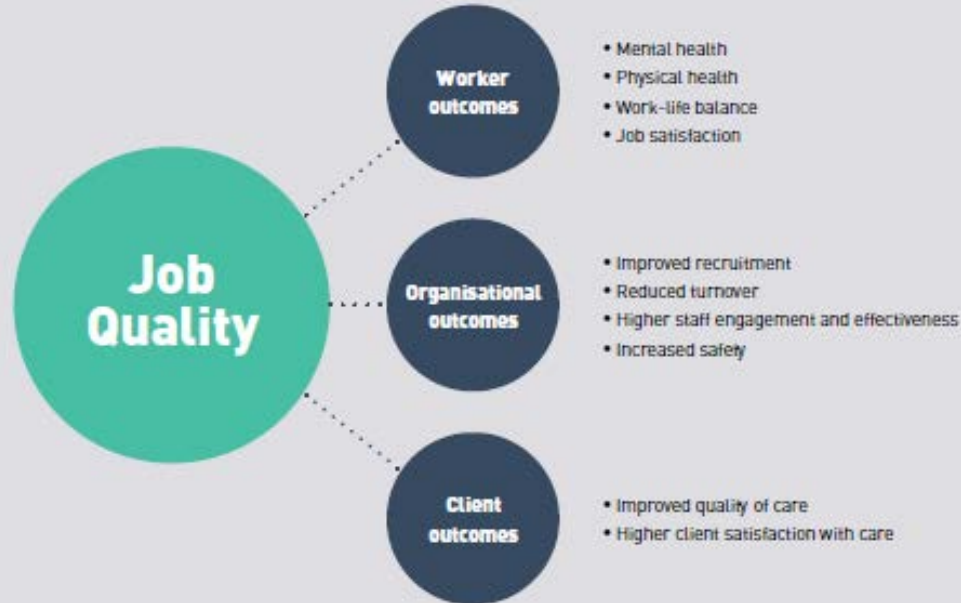 Job
Quality
Worker
outcomes
• Mental health
• Physical health
• Work-life balance
• Job satisfaction
Organisational
outcomes
• Improved recruitment
• Reduced turnover
• Higher staff engagement and effectiveness
• Increased safety
Client
outcomes
• Improved quality of care
• Higher client satisfaction with care